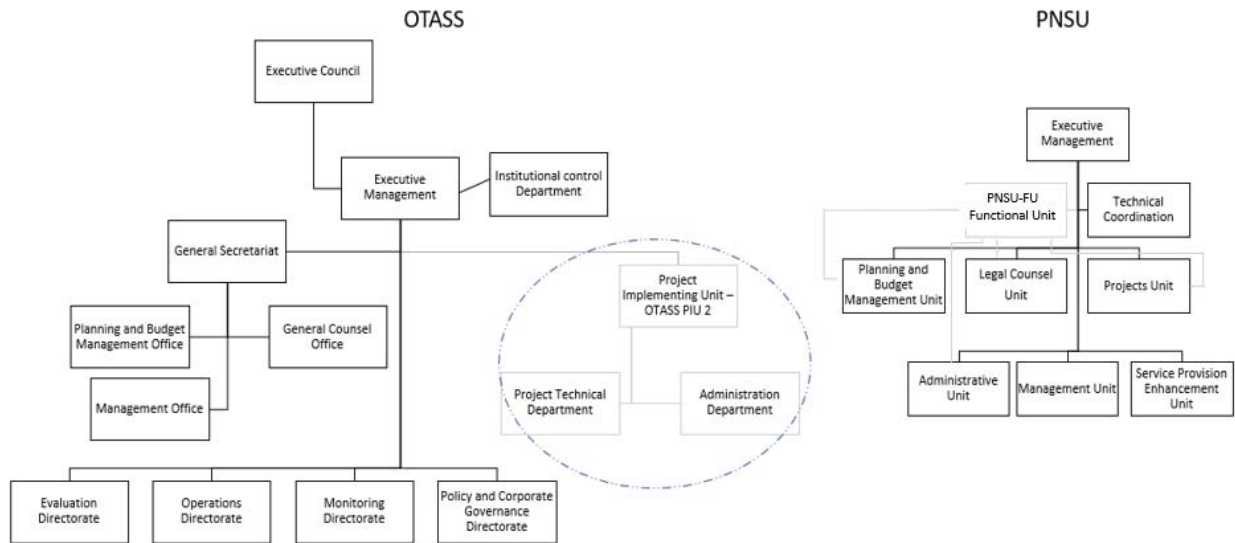 OTASS
Executive Council
Executive
Management
Institutional control
Department
General Secretariat
Project
Implementing Unit –
OTASS PIU 2
Planning and Budget
Management Office
General Counsel
Office
Management Office
Project Technical
Department
Administration
Department
Evaluation
Directorate
Operations
Directorate
Monitoring
Directorate
Policy and Corporate
Governance
Directorate
PNSU
Executive
Management
PNSU-FU
Functional Unit
Technical
Coordination
Planning and
Budget
Management Unit
Legal Counsel
Unit
Projects Unit
Administrative
Unit
Management Unit
Service Provision
Enhancement
Unit